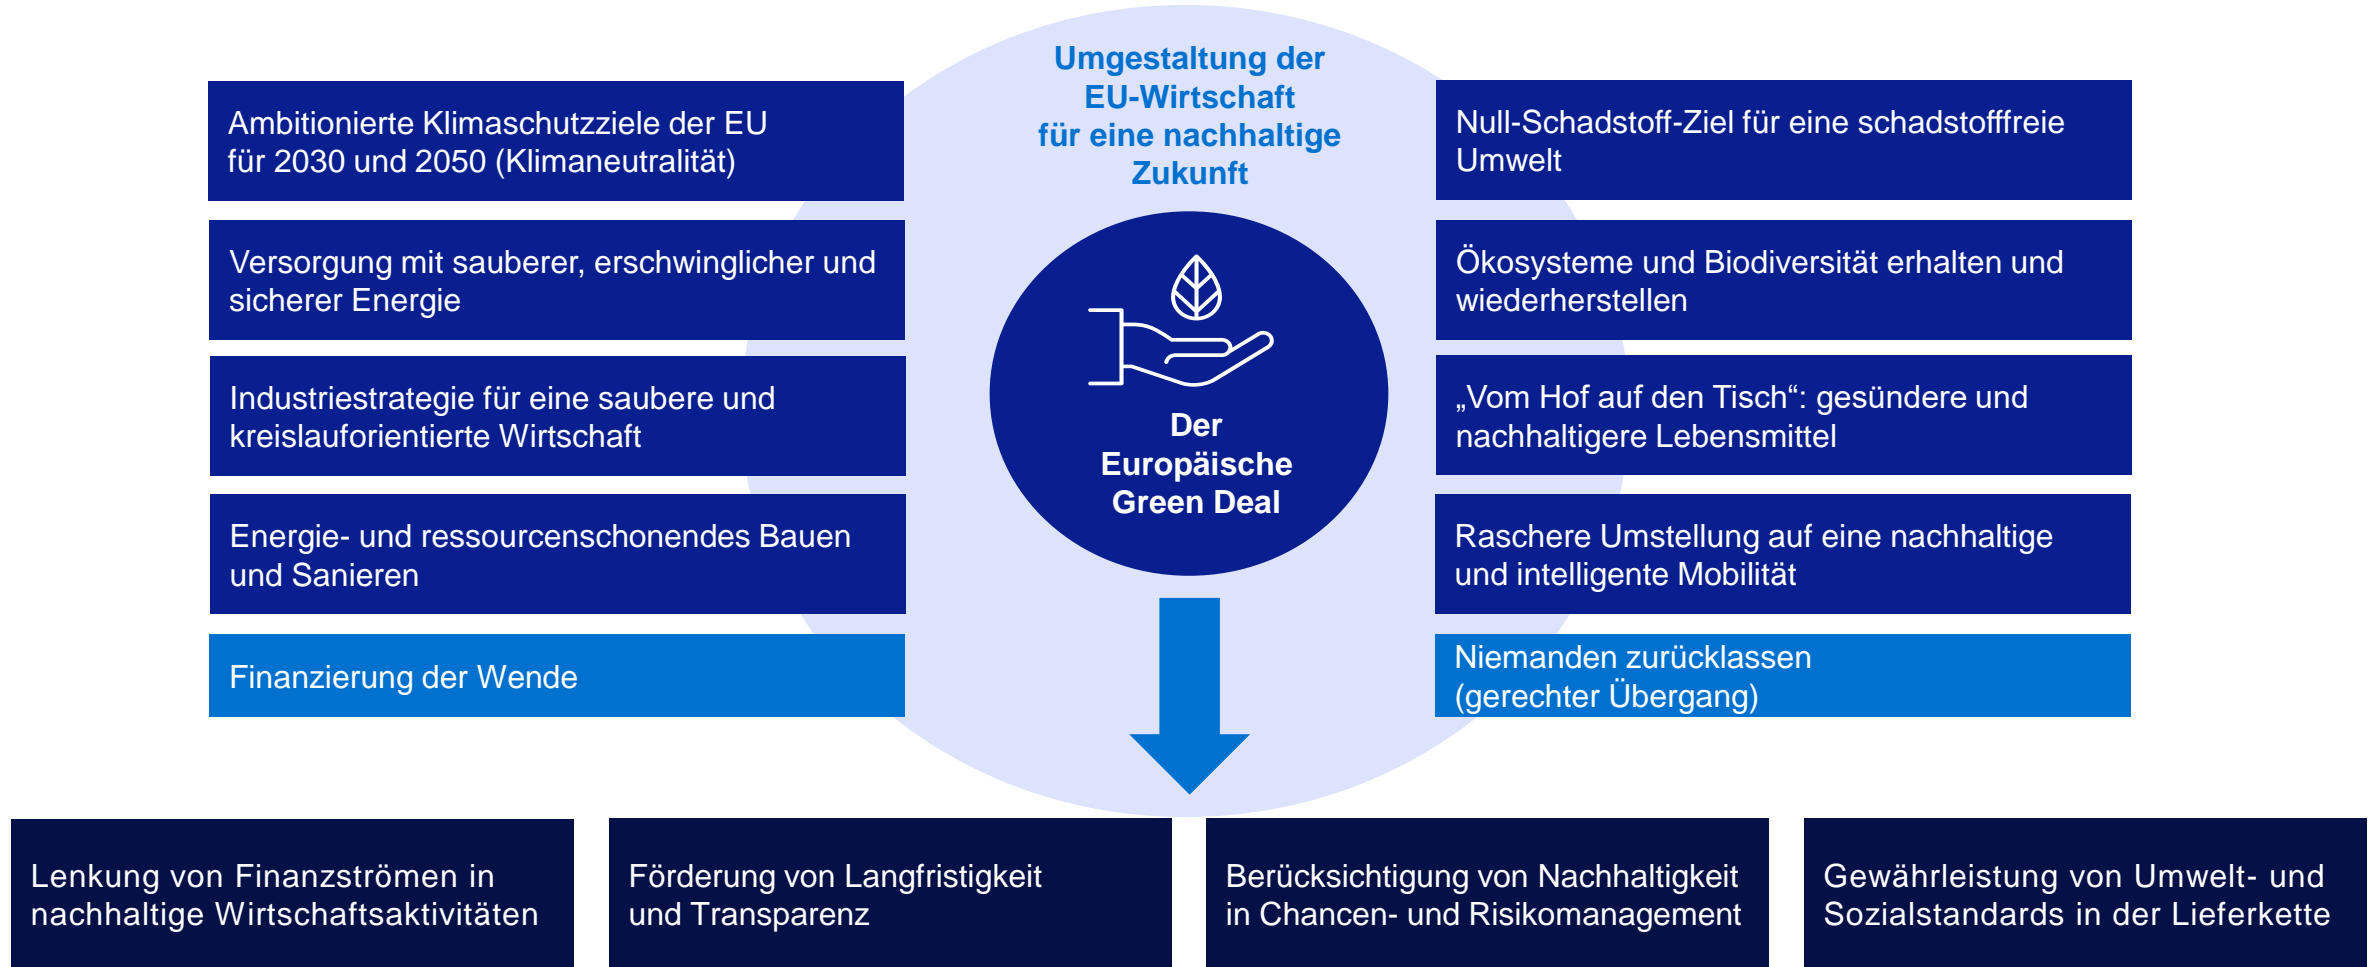 Umgestaltung der
EU-Wirtschaft
für eine nachhaltige
Zukunft
Ambitionierte Klimaschutzziele der EU
für 2030 und 2050 (Klimaneutralität)
Versorgung mit sauberer, erschwinglicher und
sicherer Energie
Industriestrategie für eine saubere und
kreislauforientierte Wirtschaft
Energie- und ressourcenschonendes Bauen
und Sanieren
Finanzierung der Wende
Der
Europäische
Green Deal
Null-Schadstoff-Ziel für eine schadstofffreie
Umwelt
Ökosysteme und Biodiversität erhalten und
wiederherstellen
„Vom Hof auf den Tisch“: gesündere und
nachhaltigere Lebensmittel
Raschere Umstellung auf eine nachhaltige
und intelligente Mobilität
Niemanden zurücklassen
(gerechter Übergang)
Lenkung von Finanzströmen in
nachhaltige Wirtschaftsaktivitäten
Förderung von Langfristigkeit
und Transparenz
Berücksichtigung von Nachhaltigkeit
in Chancen- und Risikomanagement
Gewährleistung von Umwelt- und
Sozialstandards in der Lieferkette